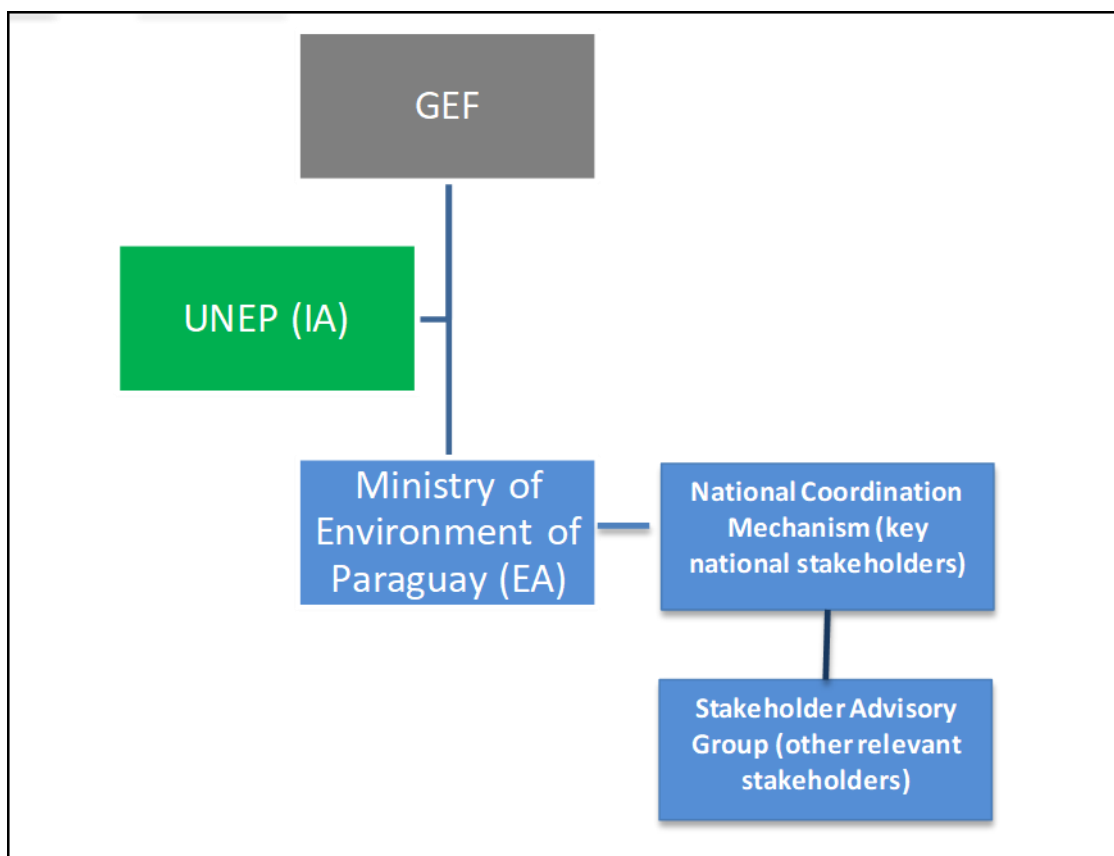 GEF
UNEP (IA)
Ministry of
Environment of
Paraguay (EA)
National Coordination
Mechanism (key
national stakeholders)
Stakeholder Advisory
Group (other relevant
stakeholders)